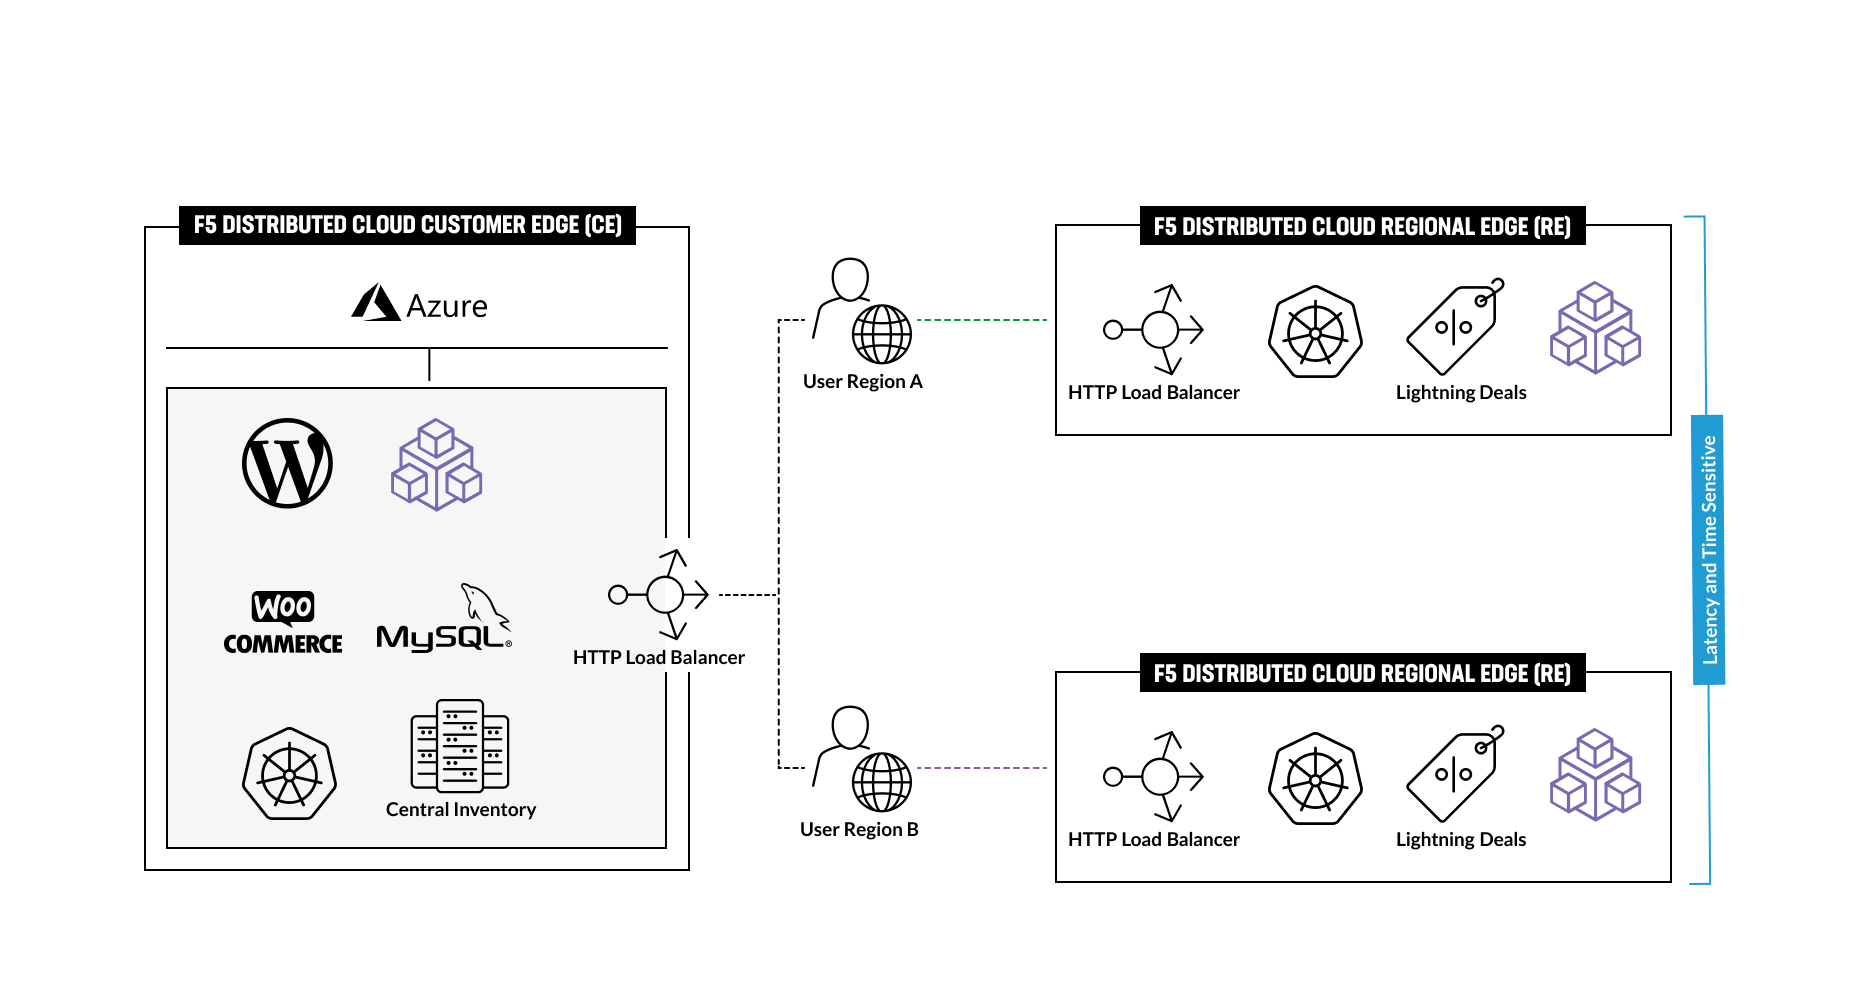 F5 DISTRIBUTED CLOUD CUSTOMER EDGE (CE)
Azure
W
WOO
COMMERCE
MySQL®
HTTP Load Balancer
Central Inventory
User Region A
User Region B
F5 DISTRIBUTED CLOUD REGIONAL EDGE (RE)
HTTP Load Balancer
Lightning Deals
F5 DISTRIBUTED CLOUD REGIONAL EDGE (RE)
HTTP Load Balancer
Lightning Deals
Latency and Time Sensitive